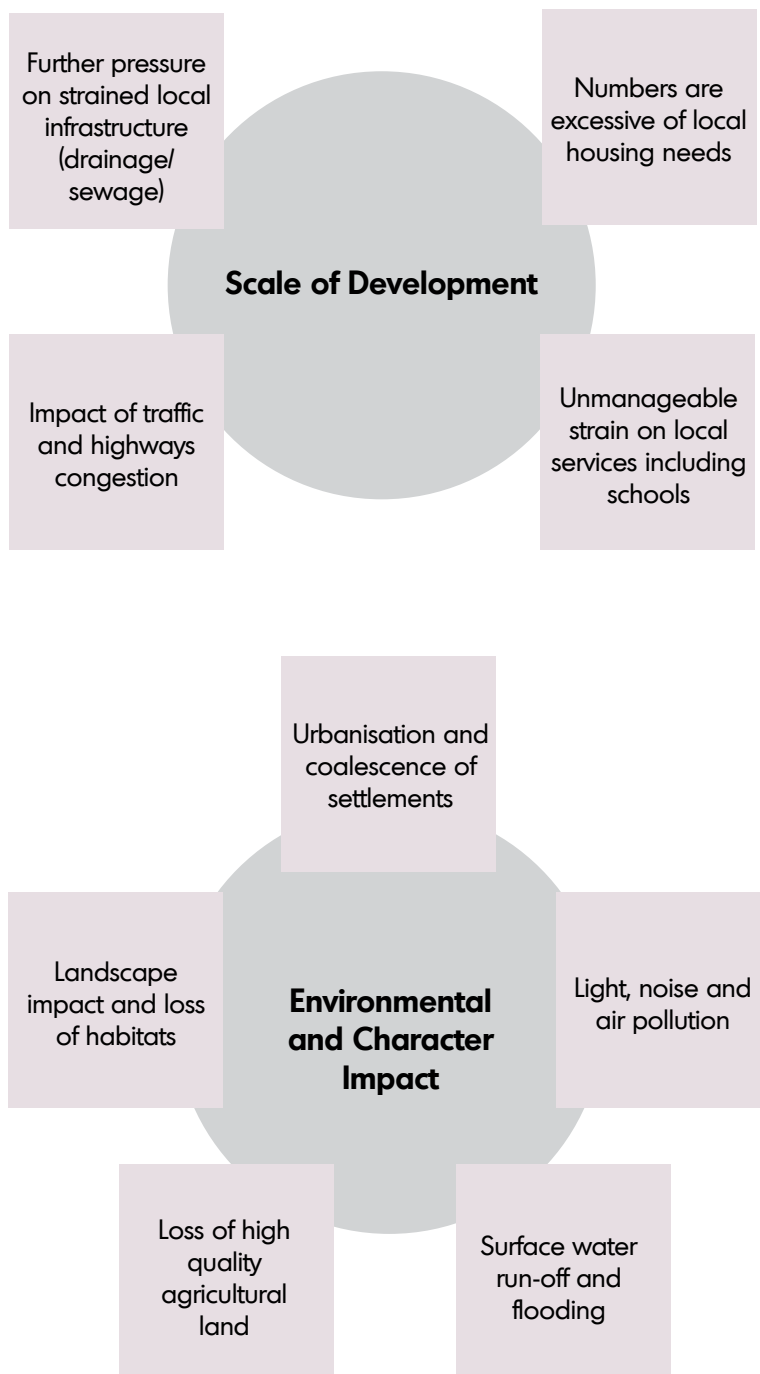 Further pressure
on strained local
infrastructure
(drainage/
sewage)
Numbers are
excessive of local
housing needs
Scale of Development
Impact of traffic
and highways
congestion
Unmanageable
strain on local
services including
schools
Urbanisation and
coalescence of
settlements
Landscape
impact and loss
of habitats
Environmental
and Character
Impact
Light, noise and
air pollution
Loss of high
quality
agricultural
land
Surface water
run-off and
flooding